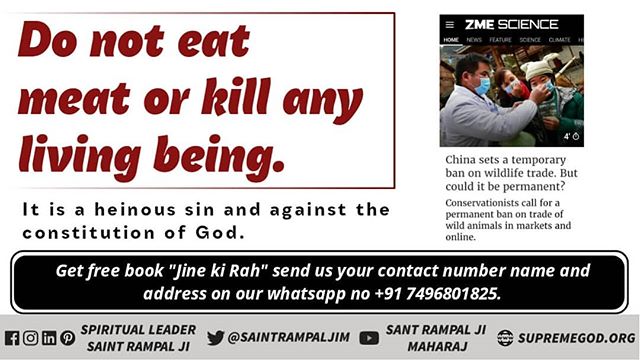 Do not eat
meat or kill any
living being.
It is a heinous sin and against the
constitution of God.
ZME SCIENCE
HOME NEWS FEATURE SCIENCE CLIMATE
4'
China sets a temporary
ban on wildlife trade. But
could it be permanent?
Conservationists call for a
permanent ban on trade of
wild animals in markets and
online.
Get free book "Jine ki Rah" send us your contact number name and
address on our whatsapp no +91 7496801825.
SPIRITUAL LEADER
SAINT RAMPAL JI
@SAINTRAMPALJIM
SANT RAMPAL JI
MAHARAJ
SUPREMEGOD.ORG